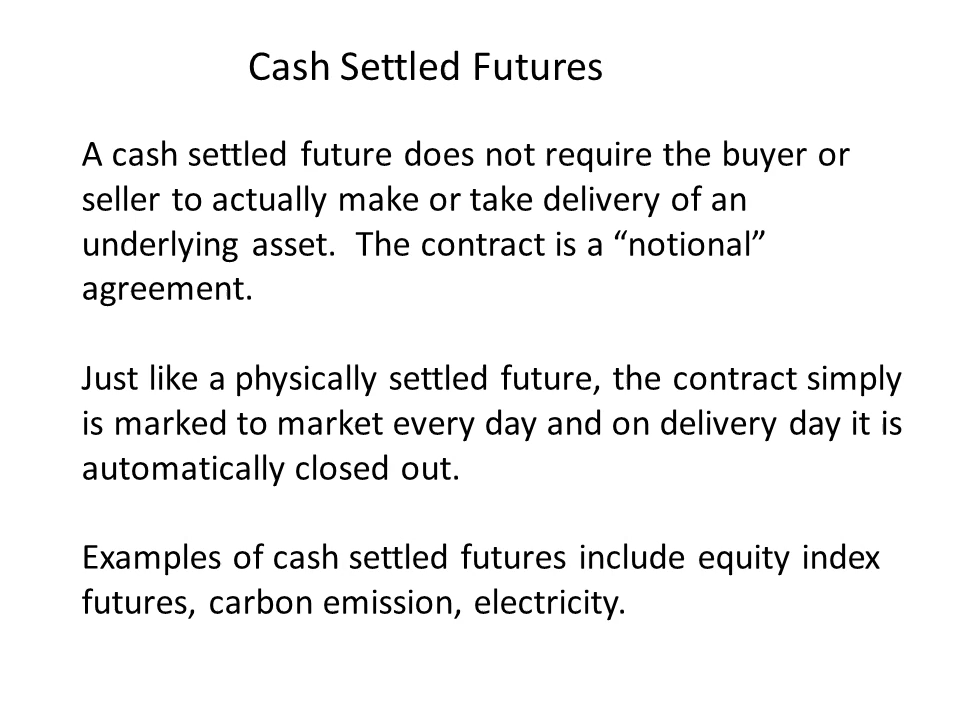 Cash Settled Futures
A cash settled future does not require the buyer or
seller to actually make or take delivery of an
underlying asset.  The contract is a “notional”
agreement.
Just like a physically settled future, the contract simply
is marked to market every day and on delivery day it is
automatically closed out.
Examples of cash settled futures include equity index
futures, carbon emission, electricity.